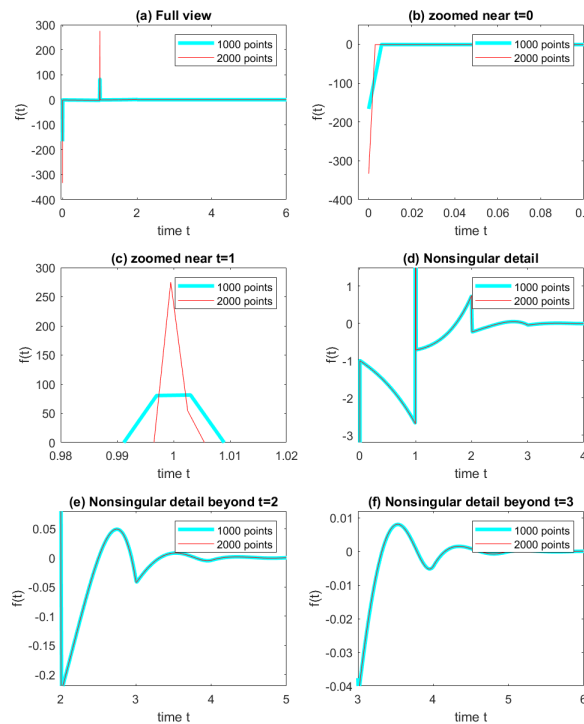 (a) Full view
300
200
100
0
-100
-200
-300
-400
0
2
4
6
f(t)
time t
1000 points
2000 points
(b) zoomed near t=0
0
-100
-200
-300
-400
0
0.02
0.04
0.06
0.08
f(t)
time t
1000 points
2000 points
(c) zoomed near t=1
300
250
200
150
100
50
0
0.98
0.99
1
1.01
1.02
f(t)
time t
1000 points
2000 points
(d) Nonsingular detail
1
0
-1
-2
-3
0
1
2
3
4
f(t)
time t
1000 points
2000 points
(e) Nonsingular detail beyond t=2
0.05
0
-0.05
-0.1
-0.15
-0.2
2
3
4
5
f(t)
time t
1000 points
2000 points
(f) Nonsingular detail beyond t=3
0.01
0
-0.01
-0.02
-0.03
-0.04
3
4
5
6
f(t)
time t
1000 points
2000 points